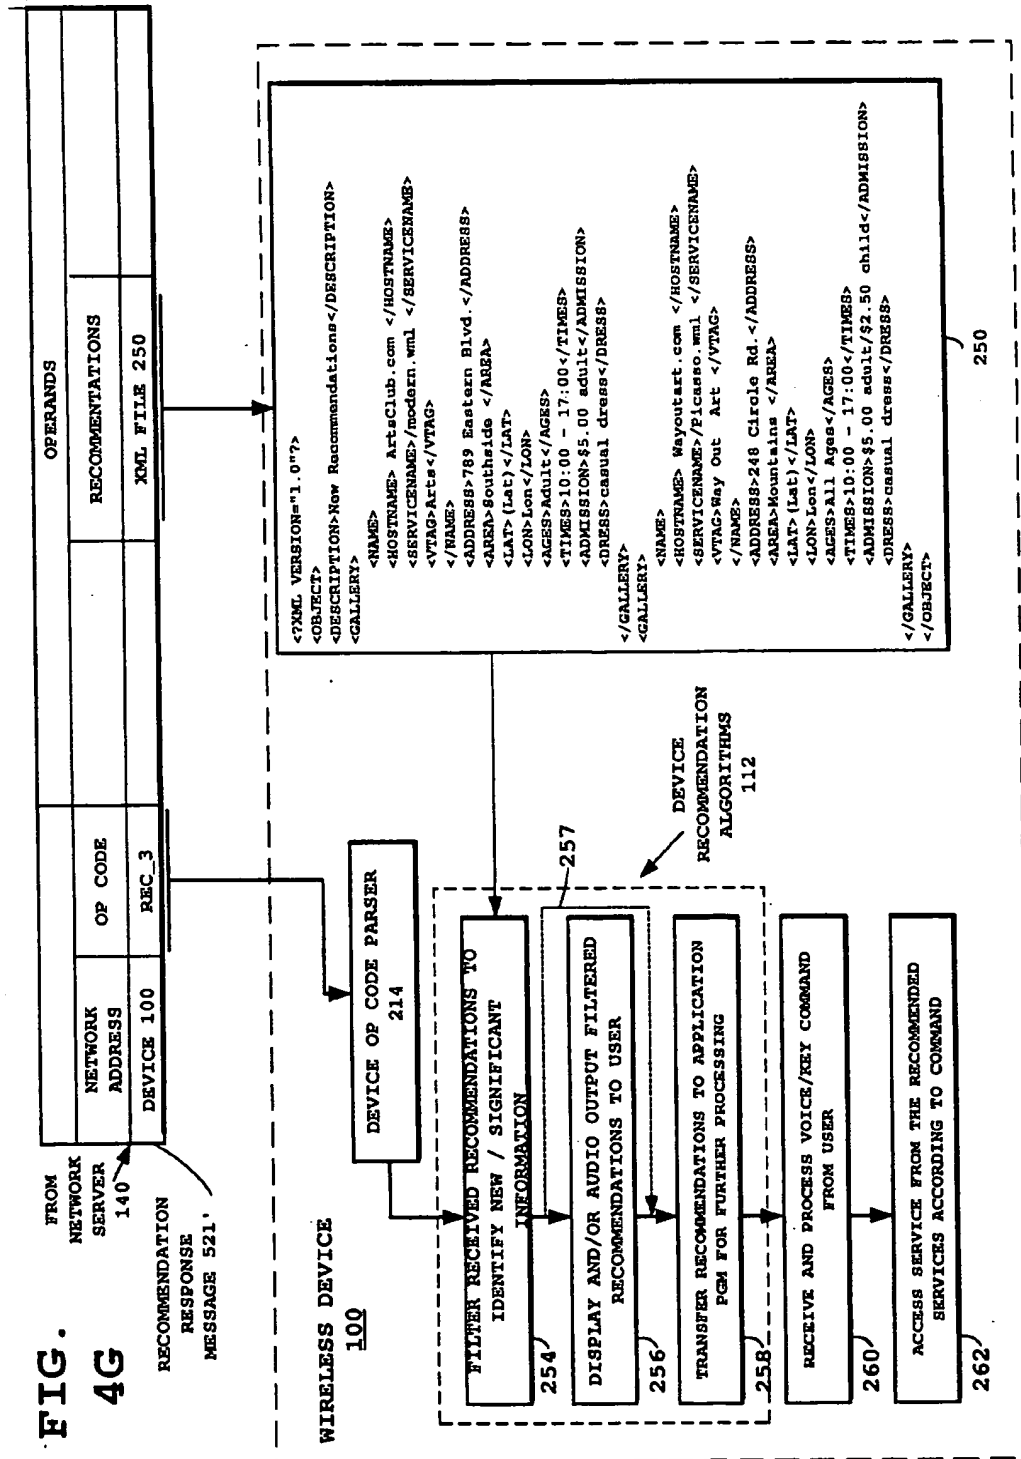 FIG.
4G
FROM
NETWORK
SERVER
140
RECOMMENDATION
RESPONSE
MESSAGE 521'
OPERANDS
NETWORK
ADDRESS
OP CODE
RECOMMENTATIONS
DEVICE 100
REC_3
XML FILE 250
WIRELESS DEVICE
100
DEVICE OP CODE PARSER
214
FILTER RECEIVED RECOMMENDATIONS TO
IDENTIFY NEW / SIGNIFICANT
INFORMATION
254
257
DISPLAY AND/OR AUDIO OUTPUT FILTERED
RECOMMENDATIONS TO USER
256
TRANSFER RECOMMENDATIONS TO APPLICATION
PGM FOR FURTHER PROCESSING
258
RECEIVE AND PROCESS VOICE/KEY COMMAND
FROM USER
260
ACCESS SERVICE FROM THE RECOMMENDED
SERVICES ACCORDING TO COMMAND
262
DEVICE
RECOMMENDATION
ALGORITHMS
112
<?XML VERSION="1.0"?>
<OBJECT>
<DESCRIPTION>New Recommendations</DESCRIPTION>
<GALLERY>
<NAME>
<HOSTNAME> ArtsClub.com </HOSTNAME>
<SERVICENAME>/modern.wml </SERVICENAME>
<VTAG>Arts</VTAG>
</NAME>
<ADDRESS>789 Eastern Blvd.</ADDRESS>
<AREA>Southside </AREA>
<LAT>(Lat)</LAT>
<LON>Lon</LON>
<AGES>Adult</AGES>
<TIMES>10:00 - 17:00</TIMES>
<ADMISSION>$5.00 adult</ADMISSION>
<DRESS>casual dress</DRESS>
</GALLERY>
<GALLERY>
<NAME>
<HOSTNAME> Wayoutart.com </HOSTNAME>
<SERVICENAME>/Picasso.wml </SERVICENAME>
<VTAG>Way Out Art </VTAG>
</NAME>
<ADDRESS>248 Circle Rd.</ADDRESS>
<AREA>Mountains </AREA>
<LAT>(Lat)</LAT>
<LON>Lon</LON>
<AGES>All Ages</AGES>
<TIMES>10:00 - 17:00</TIMES>
<ADMISSION>$5.00 adult/$2.50 child</ADMISSION>
<DRESS>casual dress</DRESS>
</GALLERY>
</OBJECT>
250